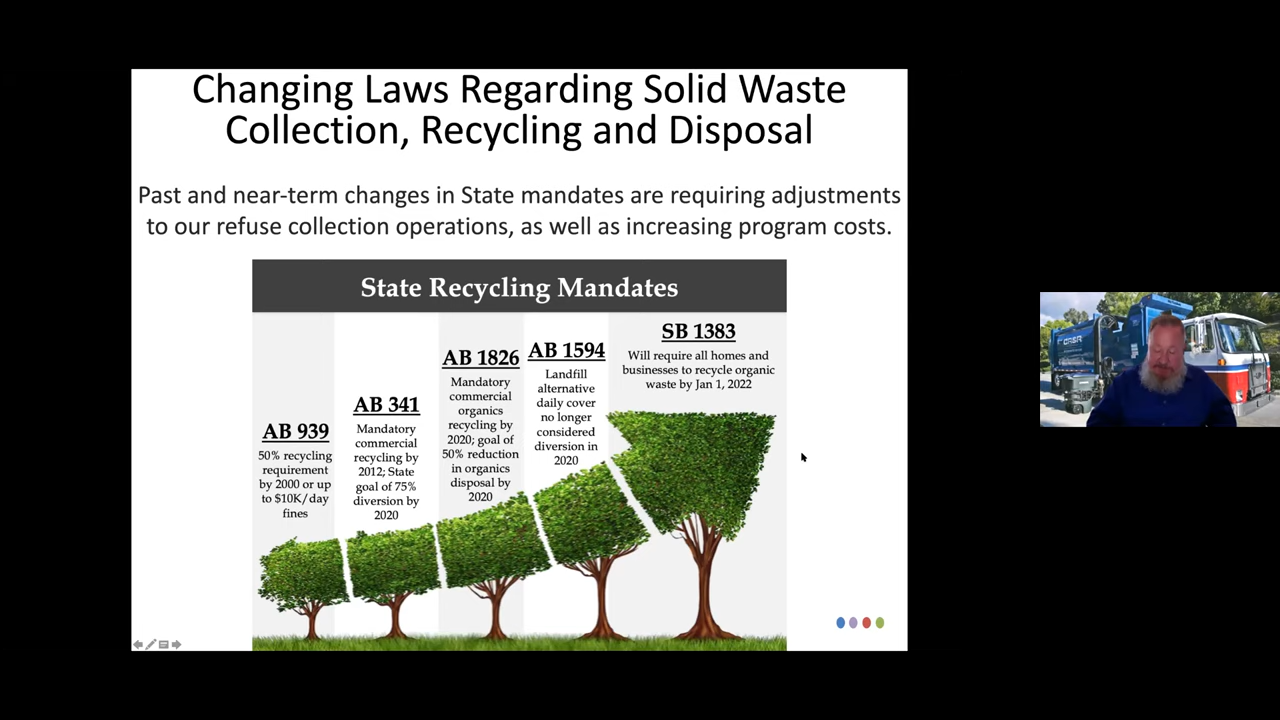 Changing Laws Regarding Solid Waste
Collection, Recycling and Disposal
Past and near-term changes in State mandates are requiring adjustments
to our refuse collection operations, as well as increasing program costs.
State Recycling Mandates
AB 939
50% recycling
requirement
by 2000 or up
to $10K/day
fines
AB 341
Mandatory
commercial
recycling by
2012; State
goal of 75%
diversion by
2020
AB 1826
Mandatory
commercial
organics
recycling by
2020; goal of
50% reduction
in organics
disposal by
2020
AB 1594
Landfill
alternative
daily cover
no longer
considered
diversion in
2020
SB 1383
Will require all homes and
businesses to recycle organic
waste by Jan 1, 2022